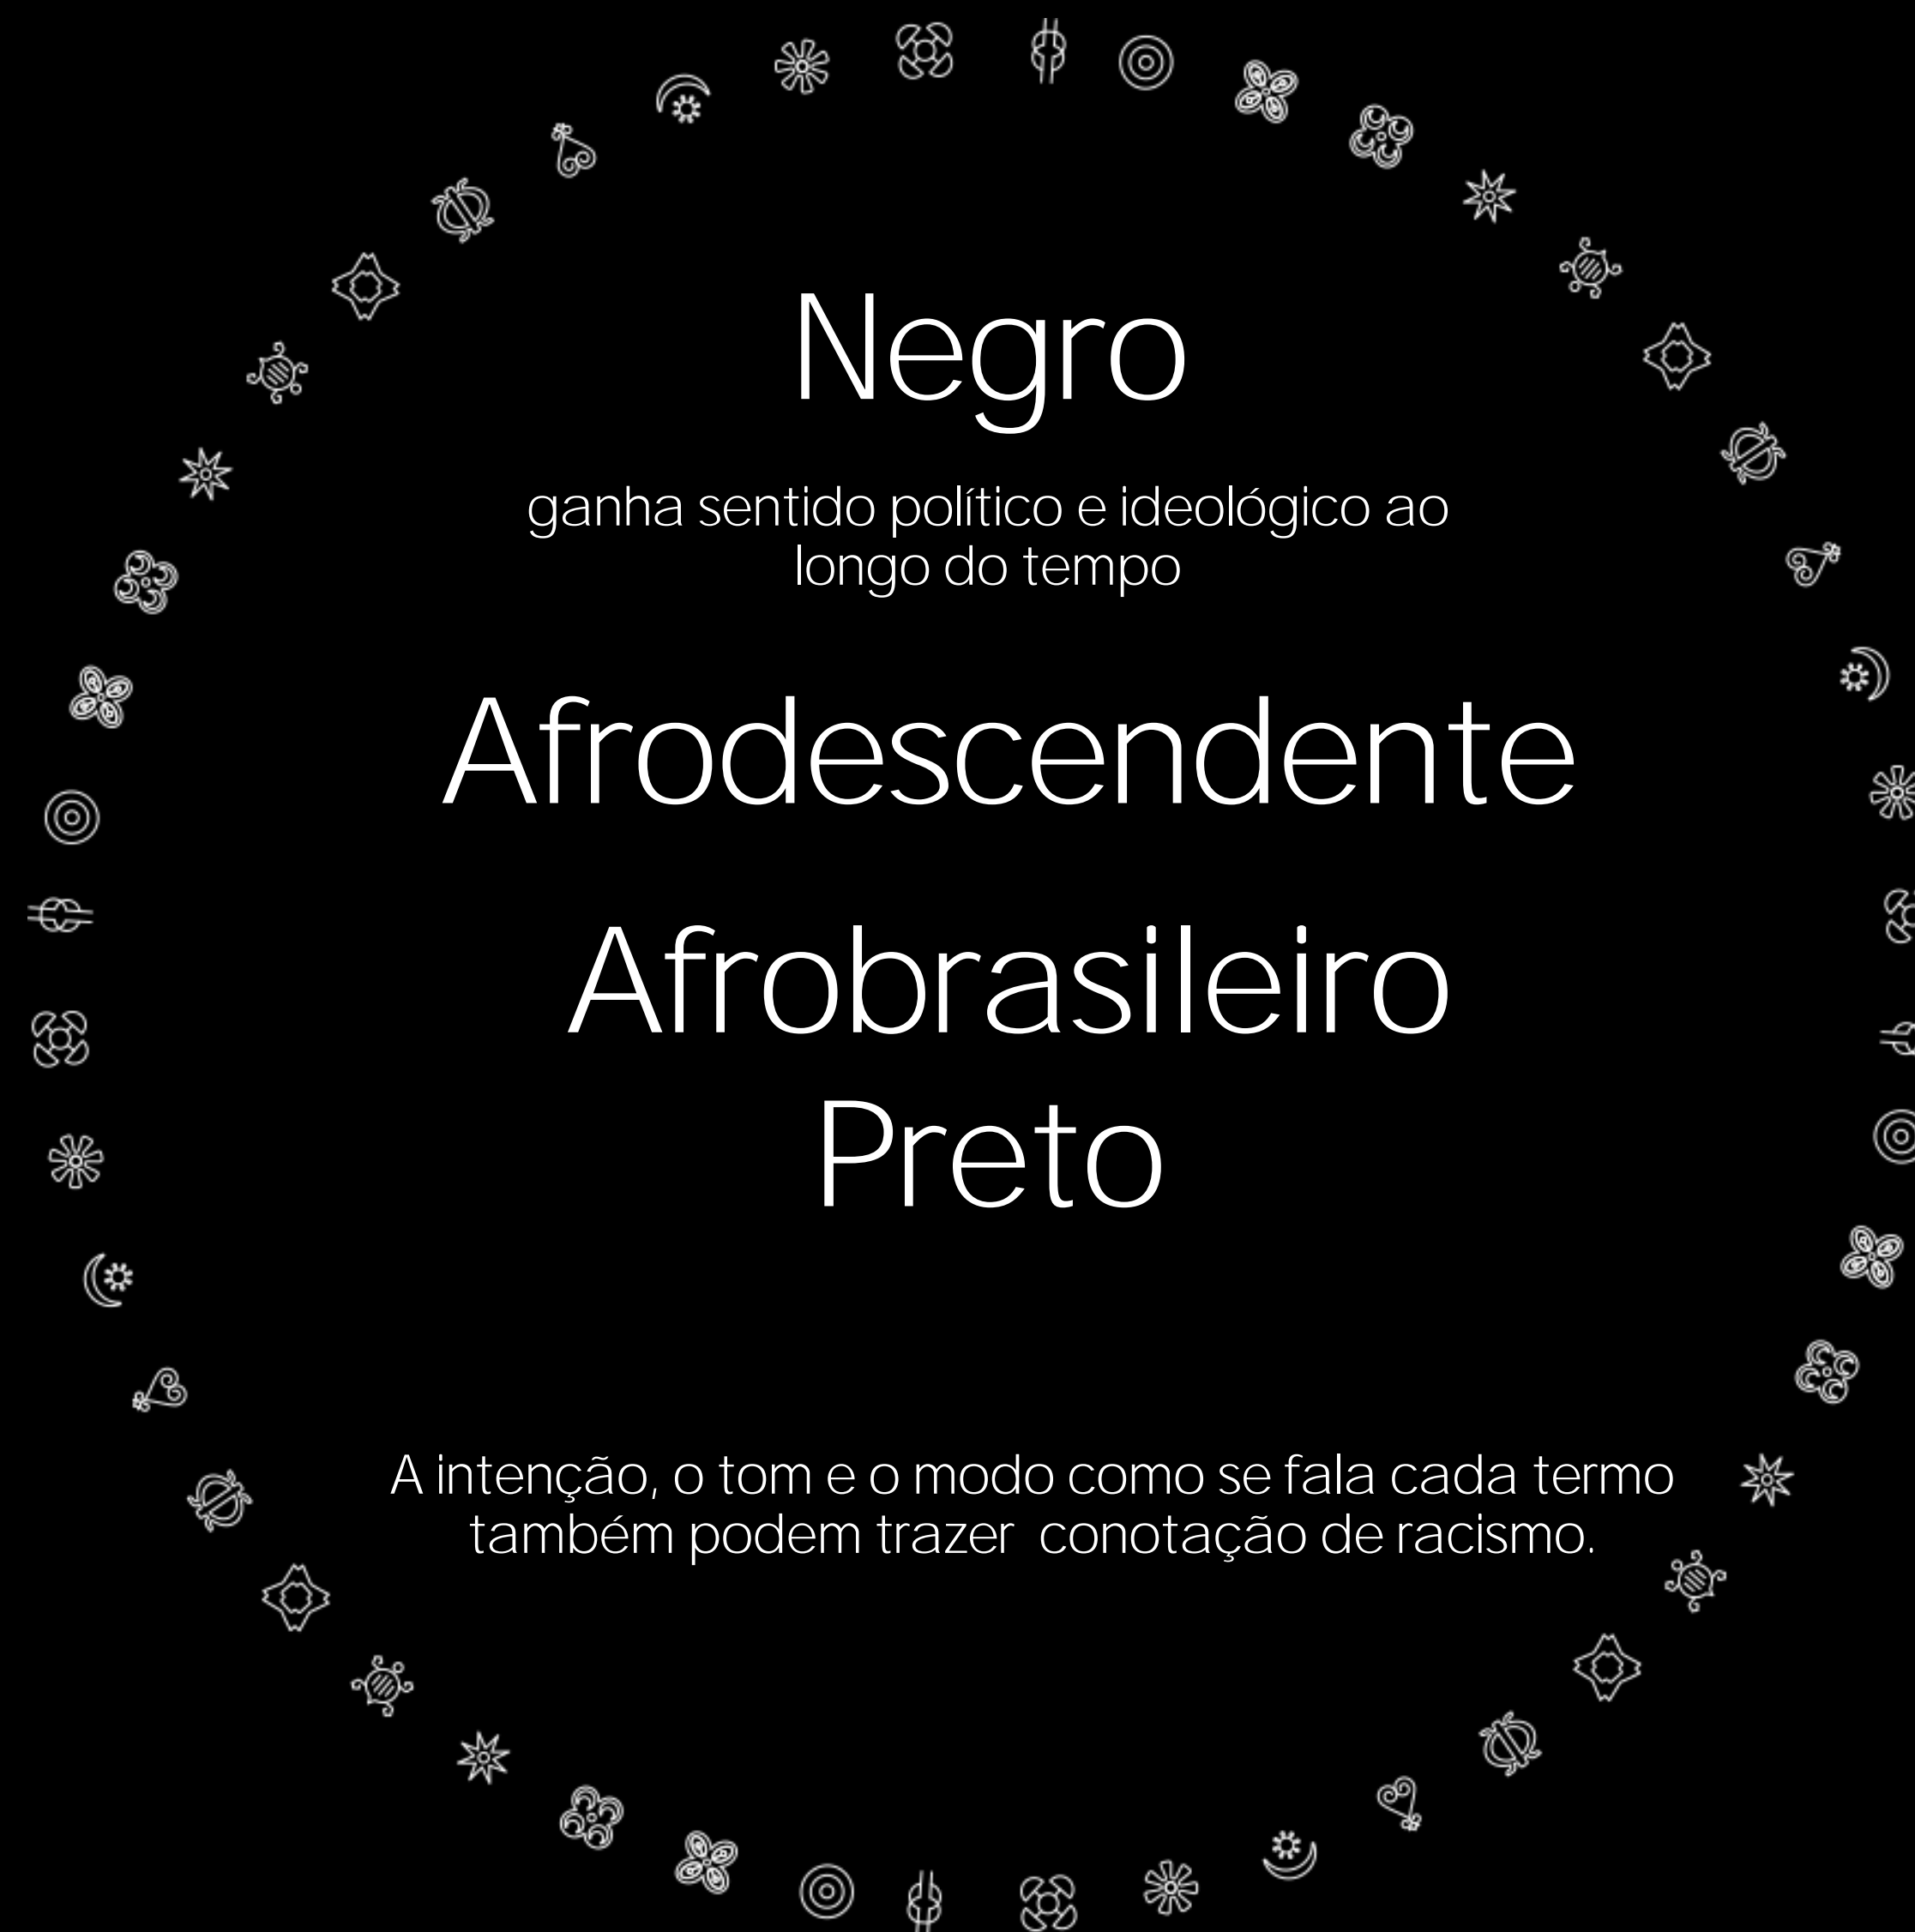 Negro
ganha sentido político e ideológico ao
longo do tempo
Afrodescendente
Afrobrasileiro
Preto
A intenção, o tom e o modo como se fala cada termo
também podem trazer  conotação de racismo.